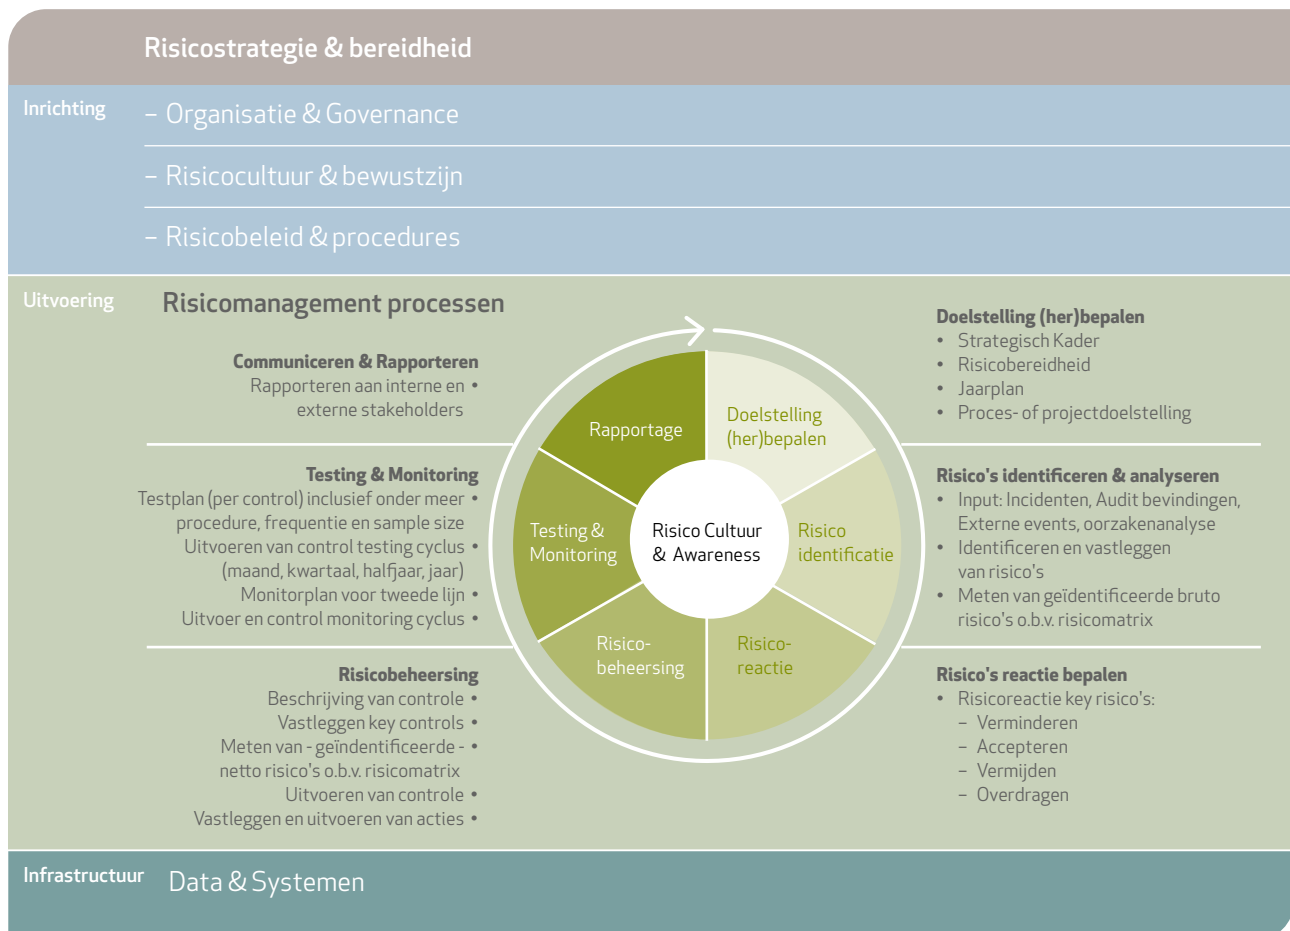 Risicostrategie & bereidheid
Inrichting
– Organisatie & Governance
– Risicocultuur & bewustzijn
– Risicobeleid & procedures
Uitvoering
Risicomanagement processen
Communiceren & Rapporteren
Rapporteren aan interne en •
externe stakeholders
Testing & Monitoring
Testplan (per control) inclusief onder meer •
procedure, frequentie en sample size
Uitvoeren van control testing cyclus •
(maand, kwartaal, halfjaar, jaar)
Monitorplan voor tweede lijn •
Uitvoer en control monitoring cyclus •
Risicobeheersing
Beschrijving van controle •
Vastleggen key controls •
Meten van - geïndentificeerde - •
netto risico's o.b.v. risicomatrix
Uitvoeren van controle •
Vastleggen en uitvoeren van acties •
Rapportage
Doelstelling
(her)bepalen
Testing &
Monitoring
Risico Cultuur
& Awareness
Risico
identificatie
Risico-
beheersing
Risico-
reactie
Doelstelling (her)bepalen
• Strategisch Kader
• Risicobereidheid
• Jaarplan
• Proces- of projectdoelstelling
Risico's identificeren & analyseren
• Input: Incidenten, Audit bevindingen,
Externe events, oorzakenanalyse
• Identificeren en vastleggen
van risico's
• Meten van geïdentificeerde bruto
risico's o.b.v. risicomatrix
Risico's reactie bepalen
• Risicoreactie key risico's:
– Verminderen
– Accepteren
– Vermijden
– Overdragen
Infrastructuur
Data & Systemen